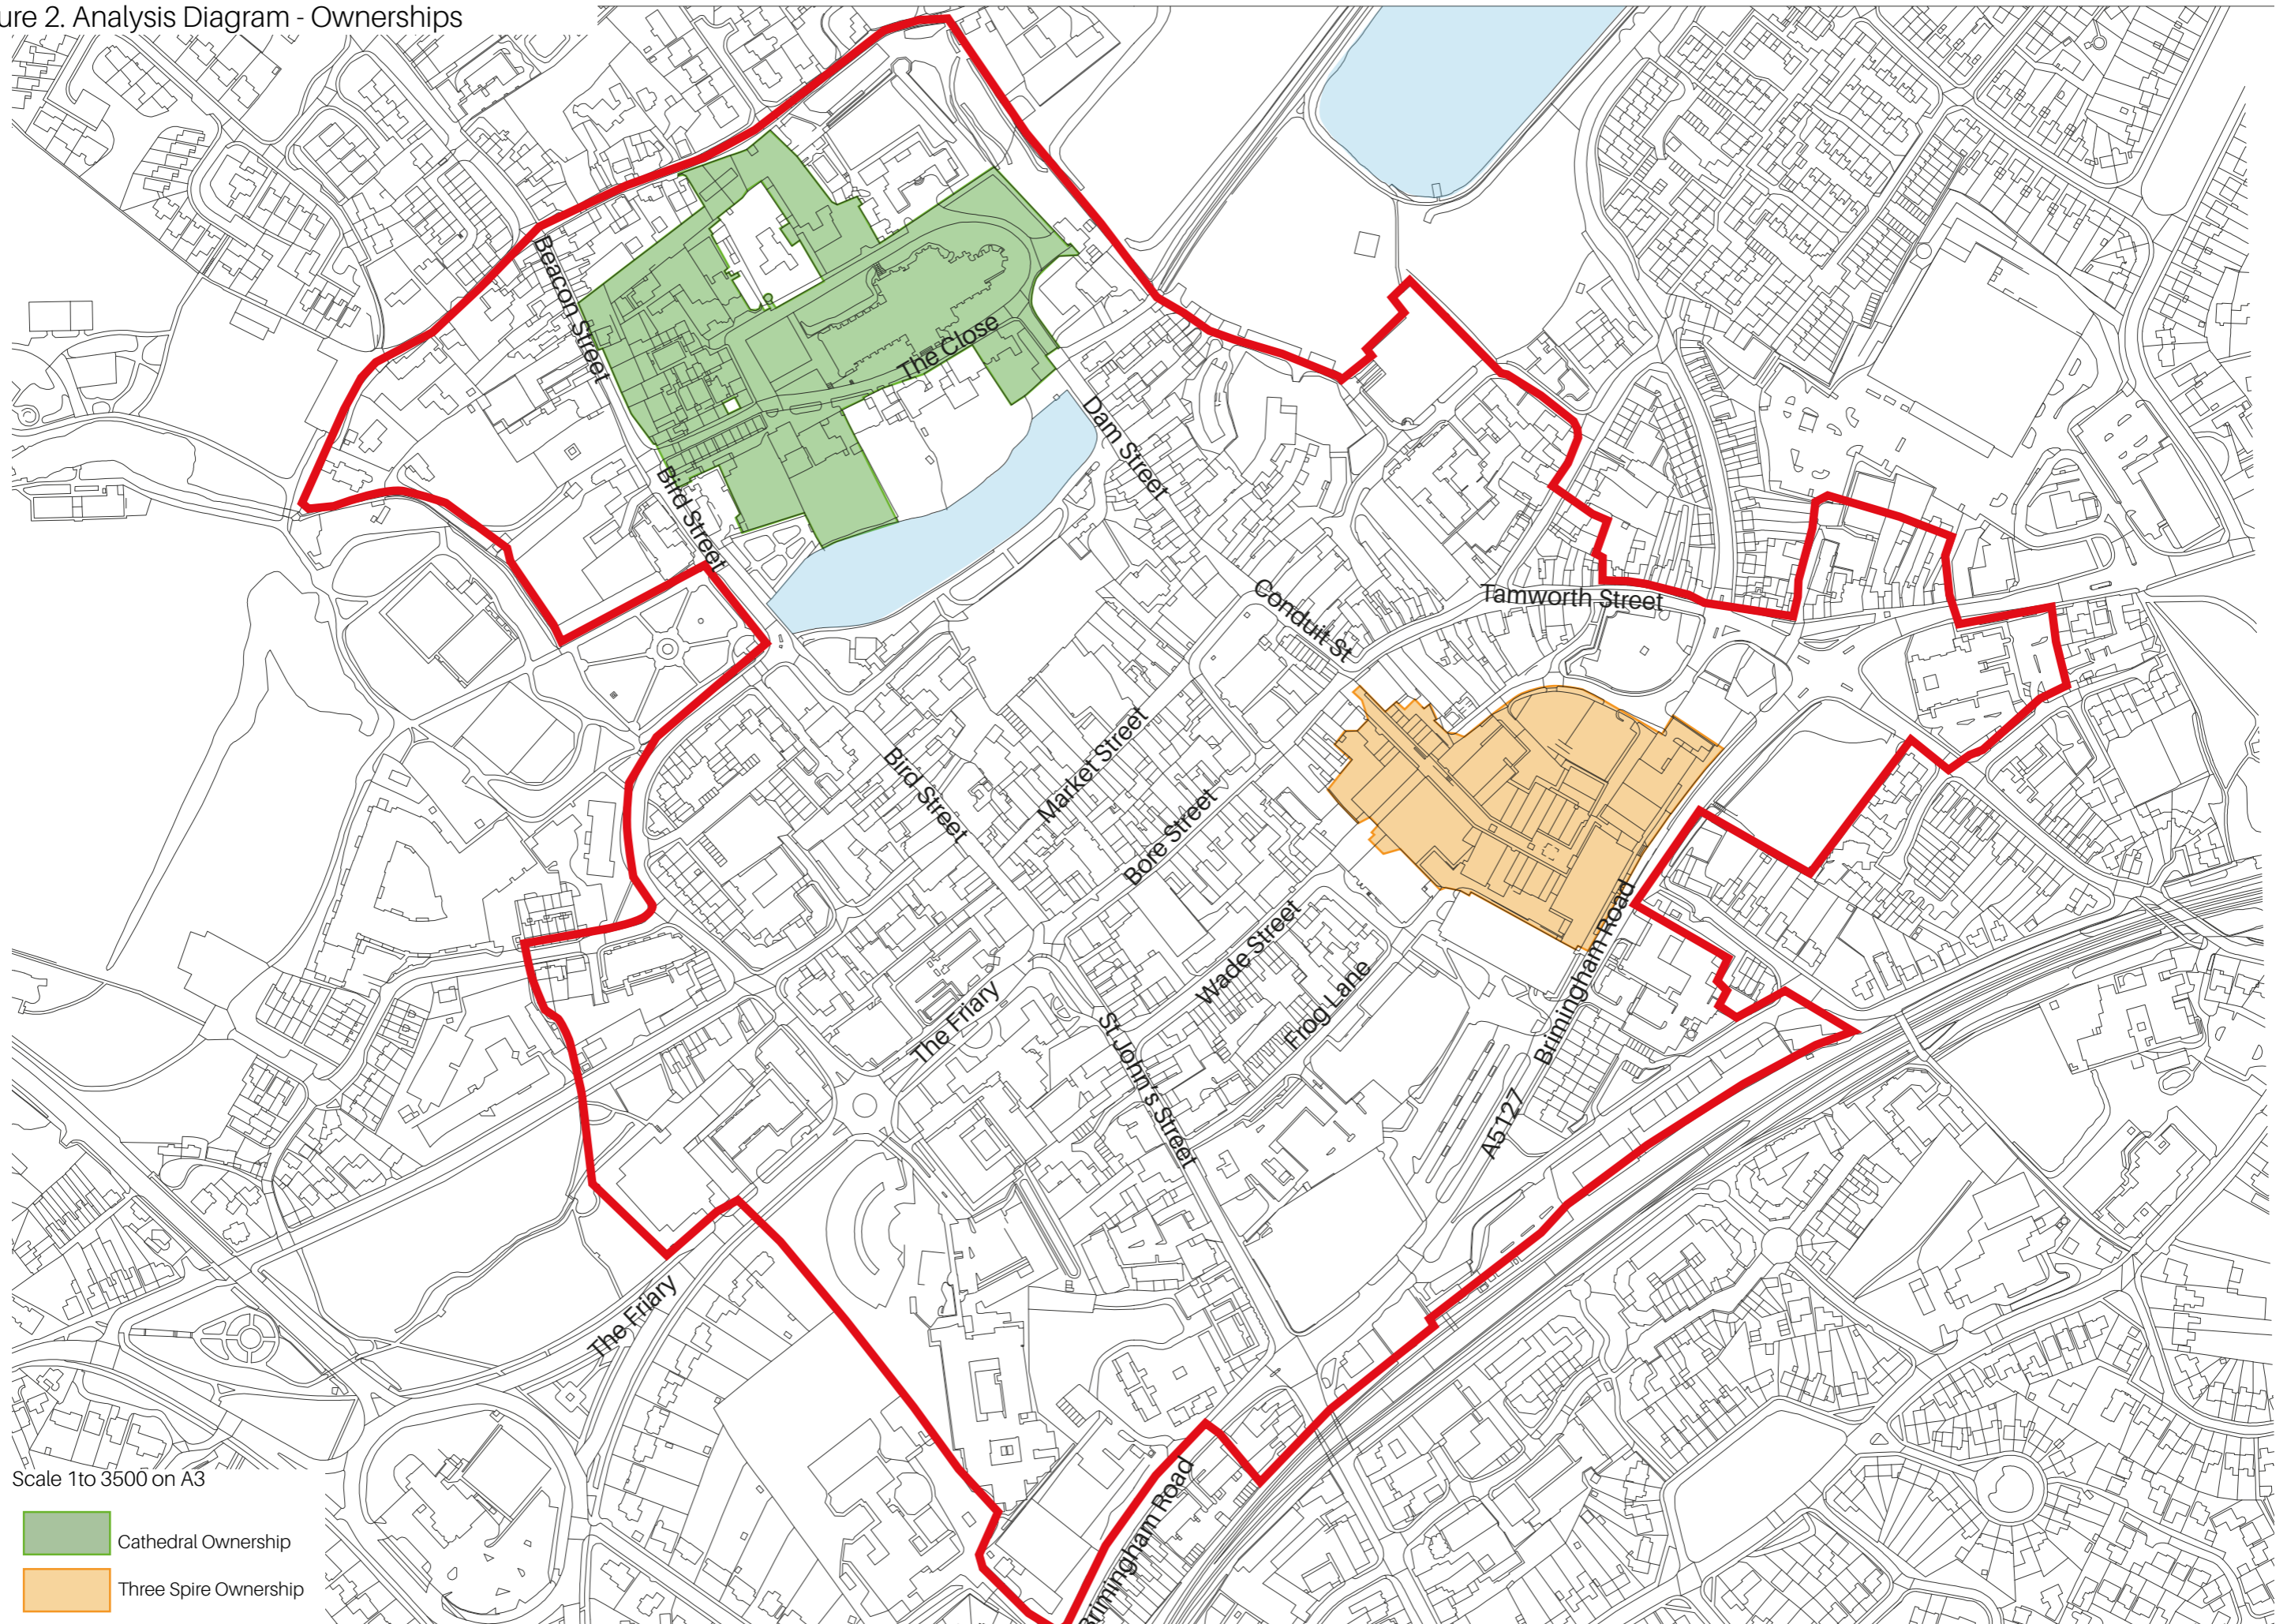 ure 2. Analysis Diagram - Ownerships
Beacon Street
The Close
Dam Street
Bird Street
Conduit St
Tamworth Street
Bird Street
Market Street
Bore Street
Wade Street
Frog Lane
Brimingham Road
The Friary
St John's Street
A5127
The Friary
Brimingham Road
Scale 1to 3500 on A3
Cathedral Ownership
Three Spire Ownership